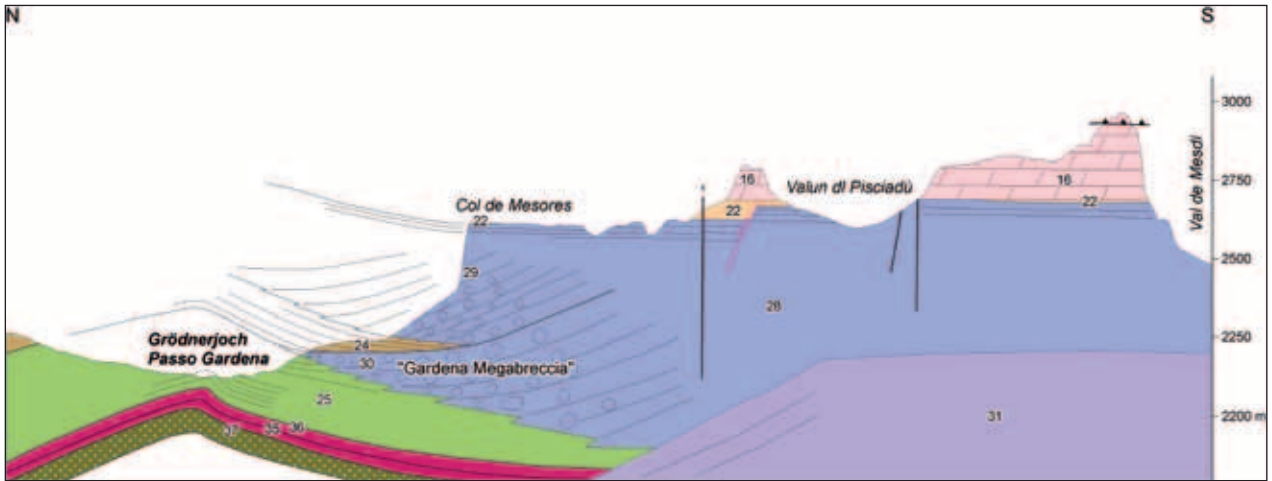 N
S
3000
Val de Mesdì
16
Valun dl Pisciadù
16
2750
22
22
Col de Mesores
22
2500
29
28
Grödnerjoch
Passo Gardena
24
2250
30
"Gardena Megabreccia"
25
31
2200 m
37 35 36